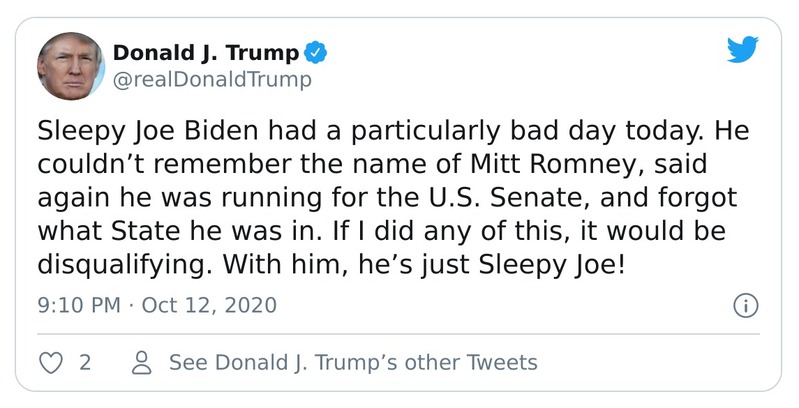 Donald J. Trump
@realDonaldTrump
Sleepy Joe Biden had a particularly bad day today. He
couldn’t remember the name of Mitt Romney, said
again he was running for the U.S. Senate, and forgot
what State he was in. If I did any of this, it would be
disqualifying. With him, he’s just Sleepy Joe!
9:10 PM · Oct 12, 2020
2 See Donald J. Trump’s other Tweets